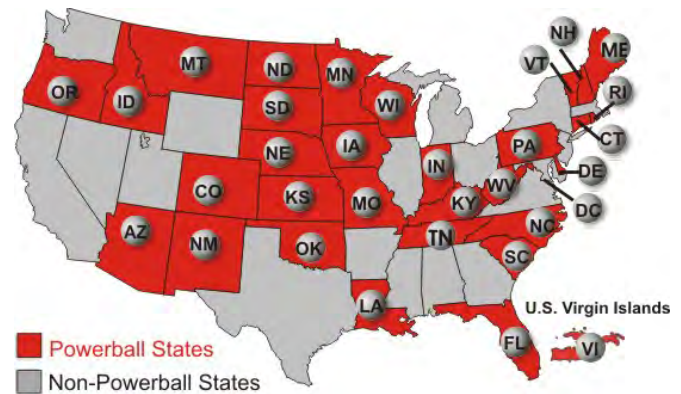 NH
ME
VT
MT
ND
MN
OR
ID
RI
SD
WI
CT
PA
IA
NE
IN
DE
WV
CO
KS
MO
KY
DC
NC
AZ
NM
OK
TN
SC
LA
U.S. Virgin Islands
FL
VI
Powerball States
Non-Powerball States